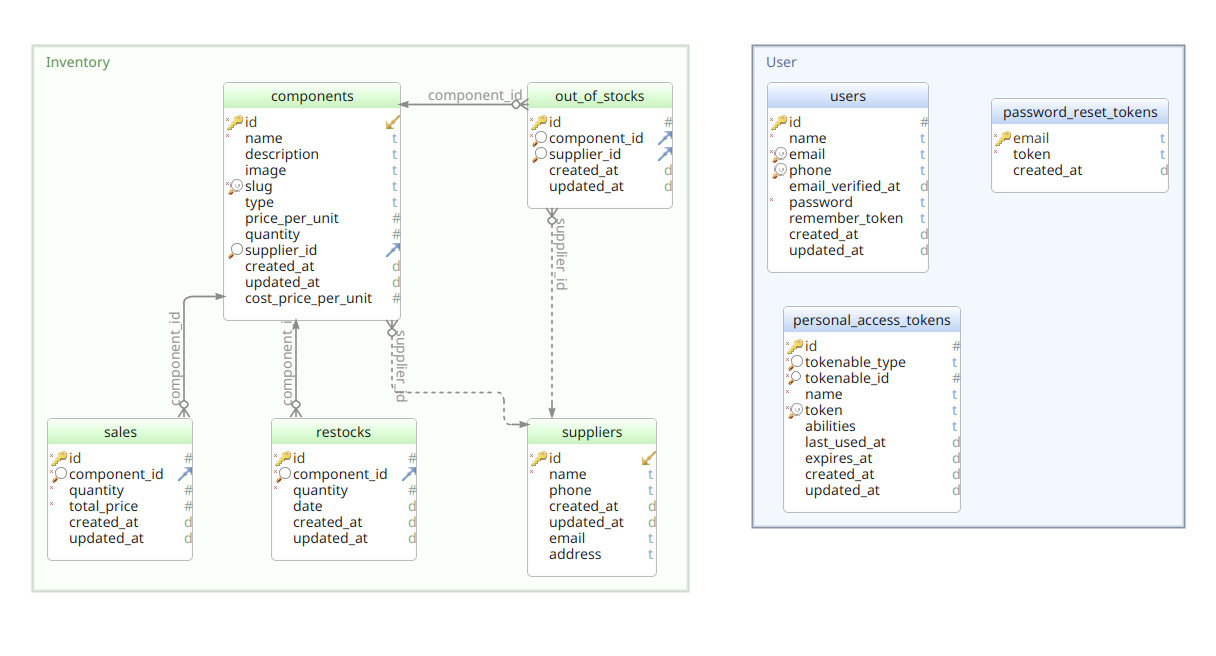 Inventory
components
id
name t
description t
image t
slug t
type t
price_per_unit #
quantity #
supplier_id
created_at d
updated_at d
cost_price_per_unit #
component_id
out_of_stocks
id #
component_id
supplier_id
created_at d
updated_at d
supplier_id
component_id
component_id
supplier_id
sales
id #
component_id
quantity #
total_price #
created_at d
updated_at d
restocks
id #
component_id
quantity #
date d
created_at d
updated_at d
suppliers
id
name t
phone t
created_at d
updated_at d
email t
address t
User
users
id #
name t
email t
phone t
email_verified_at d
password t
remember_token t
created_at d
updated_at d
password_reset_tokens
email t
token t
created_at d
personal_access_tokens
id #
tokenable_type t
tokenable_id #
name t
token t
abilities t
last_used_at d
expires_at d
created_at d
updated_at d